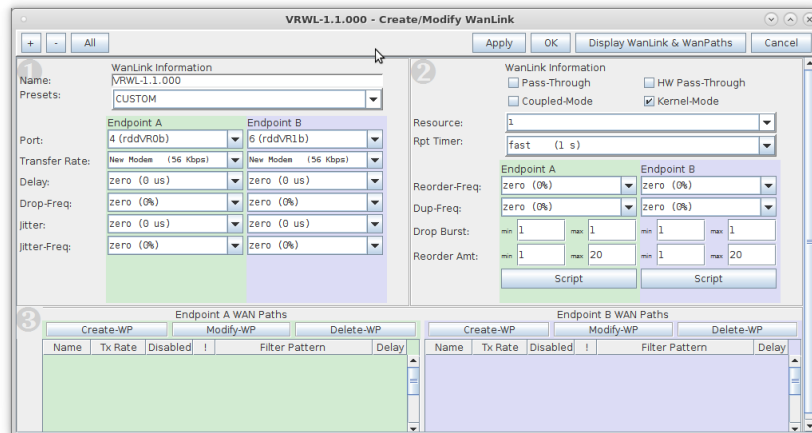 VRWL-1.1.000 - Create/Modify WanLink
+ - All Apply OK Display WanLink & WanPaths Cancel
1
WanLink Information
Name: VRWL-1.1.000
Presets: CUSTOM
Endpoint A Endpoint B
Port: 4 (rddVR0b) 6 (rddVR1b)
Transfer Rate: New Modem (56 Kbps) New Modem (56 Kbps)
Delay: zero (0 us) zero (0 us)
Drop-Freq: zero (0%) zero (0%)
Jitter: zero (0 us) zero (0 us)
Jitter-Freq: zero (0%) zero (0%)
2
WanLink Information
Pass-Through HW Pass-Through
Coupled-Mode Kernel-Mode
Resource: 1
Rpt Timer: fast (1 s)
Endpoint A Endpoint B
Reorder-Freq: zero (0%) zero (0%)
Dup-Freq: zero (0%) zero (0%)
Drop Burst: min 1 max 1 min 1 max 1
Reorder Amt: min 1 max 20 min 1 max 20
Script Script
3
Endpoint A WAN Paths
Create-WP Modify-WP Delete-WP
Name Tx Rate Disabled ! Filter Pattern Delay
Endpoint B WAN Paths
Create-WP Modify-WP Delete-WP
Name Tx Rate Disabled ! Filter Pattern Delay